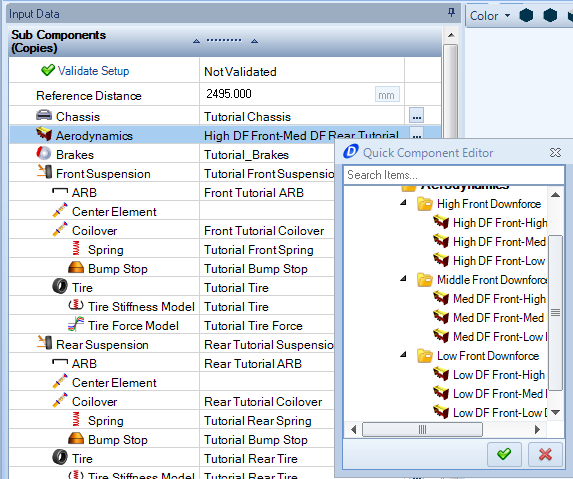 Input Data
Color
Sub Components
(Copies)
Validate Setup Not Validated
Reference Distance 2495.000 mm
Chassis Tutorial Chassis ...
Aerodynamics High DF Front-Med DF Rear Tutorial ...
Brakes Tutorial_Brakes
Front Suspension Tutorial Front Suspension
ARB Front Tutorial ARB
Center Element
Coilover Front Tutorial Coilover
Spring Tutorial Front Spring
Bump Stop Tutorial Bump Stop
Tire Tutorial Tire
Tire Stiffness Model Tutorial Tire
Tire Force Model Tutorial Tire Force
Rear Suspension Rear Tutorial Suspension
ARB Rear Tutorial ARB
Center Element
Coilover Rear Tutorial Coilover
Spring Tutorial Rear Spring
Bump Stop Tutorial Bump Stop
Tire Tutorial Rear Tire
Tire Stiffness Model Tutorial Rear Tire
Quick Component Editor
Search Items...
Aerodynamics
High Front Downforce
High DF Front-High
High DF Front-Med
High DF Front-Low
Middle Front Downforc
Med DF Front-High
Med DF Front-Med
Med DF Front-Low
Low Front Downforce
Low DF Front-High
Low DF Front-Med
Low DF Front-Low